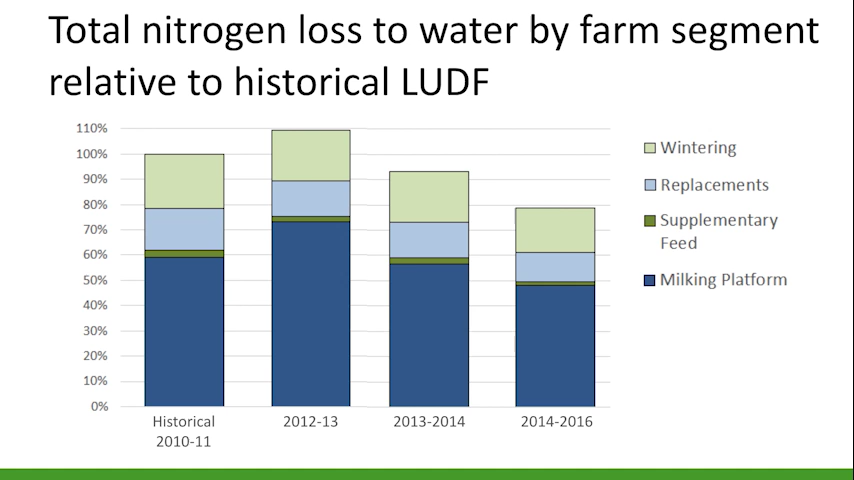 Total nitrogen loss to water by farm segment
relative to historical LUDF
110%
100%
90%
80%
70%
60%
50%
40%
30%
20%
10%
0%
Historical
2010-11
2012-13
2013-2014
2014-2016
Wintering
Replacements
Supplementary
Feed
Milking Platform